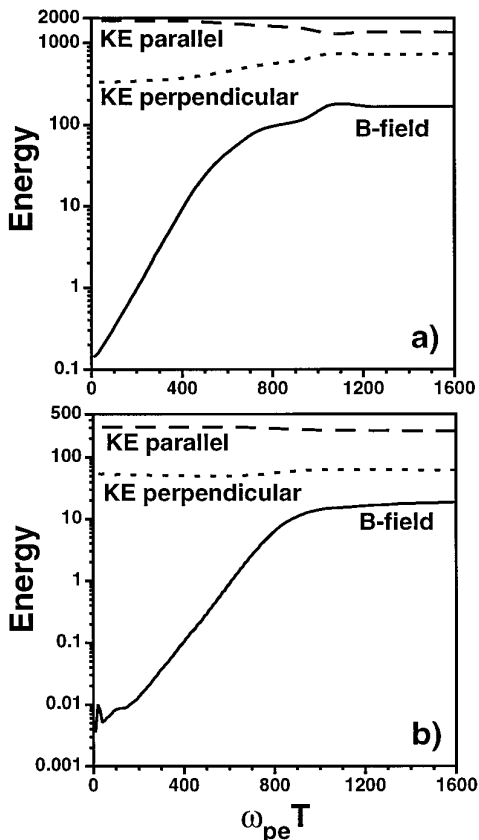 2000
1000
100
10
1
0.1
Energy
KE parallel
KE perpendicular
B-field
a)
0 400 800 1200 1600
500
100
10
1
0.1
0.01
0.001
Energy
KE parallel
KE perpendicular
B-field
b)
0 400 800 1200 1600
ωpeT